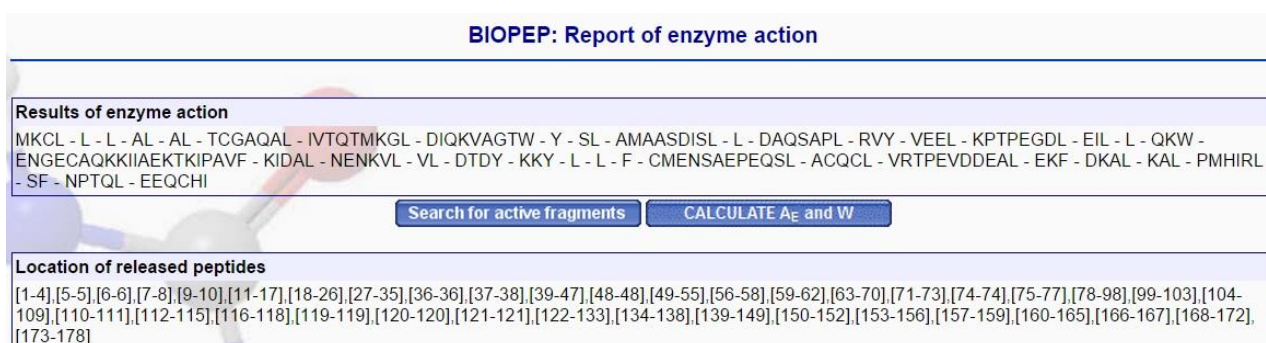 BIOPEP: Report of enzyme action
Results of enzyme action
MKCL - L - L - AL - AL - TCGAQAL - IVTQTMKGL - DIQKVAGTW - Y - SL - AMAASDISL - L - DAQSAPL - RVY - VEEL - KPTPEGDL - EIL - L - QKW -
ENGECAQKKIIAEKTKIPAVF - KIDAL - NENKVL - VL - DTDY - KKY - L - L - F - CMENSAEPEQSL - ACQCL - VRTPEVDDEAL - EKF - DKAL - KAL - PMHIRL
- SF - NPTQL - EEQCHI
Search for active fragments CALCULATE AE and W
Location of released peptides
[1-4],[5-5],[6-6],[7-8],[9-10],[11-17],[18-26],[27-35],[36-36],[37-38],[39-47],[48-48],[49-55],[56-58],[59-62],[63-70],[71-73],[74-74],[75-77],[78-98],[99-103],[104-
109],[110-111],[112-115],[116-118],[119-119],[120-120],[121-121],[122-133],[134-138],[139-149],[150-152],[153-156],[157-159],[160-165],[166-167],[168-172],
[173-178]